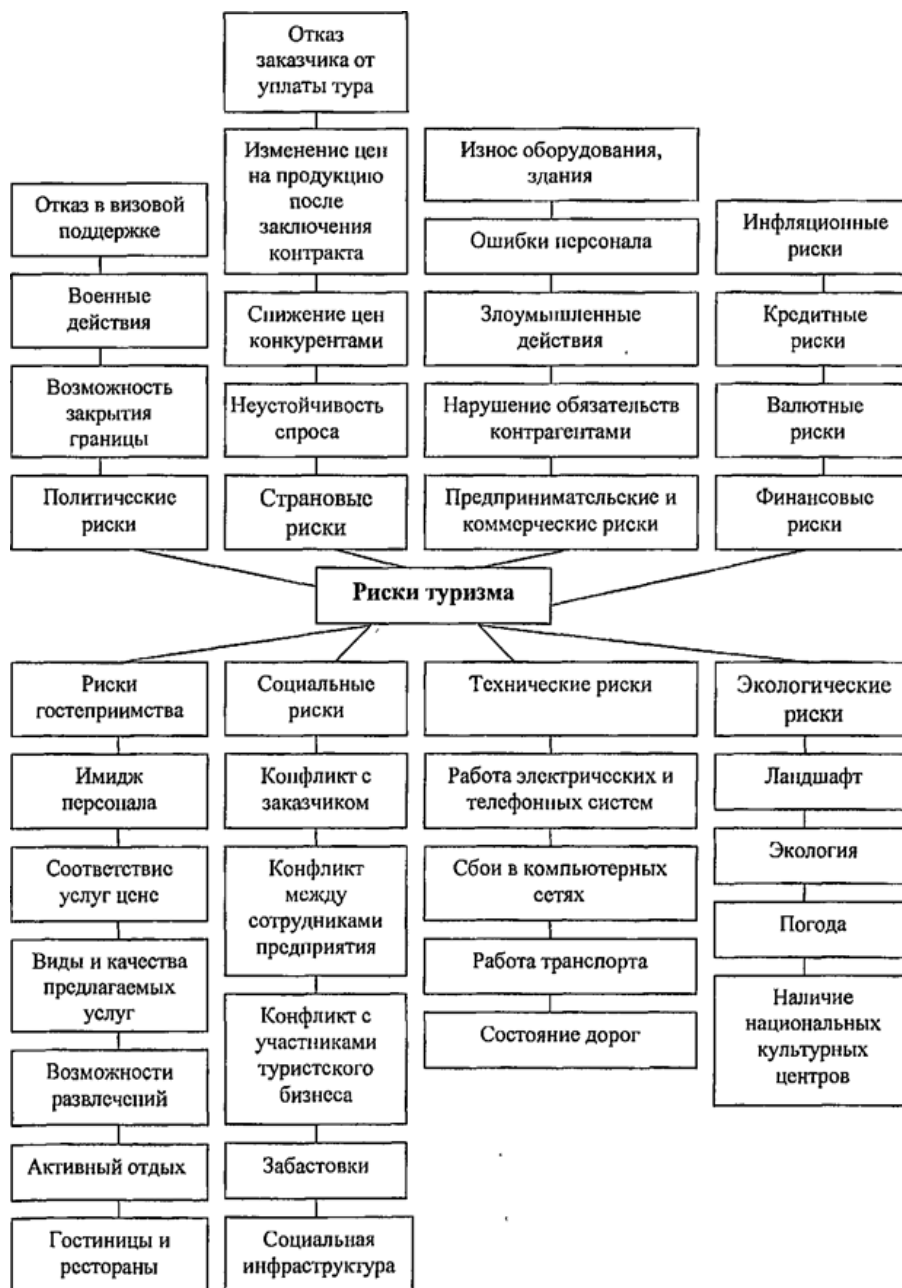 Отказ
заказчика от
уплаты тура
Изменение цен
на продукцию
после
заключения
контракта
Износ оборудования,
здания
Отказ в визовой
поддержке
Ошибки персонала
Инфляционные
риски
Военные
действия
Снижение цен
конкурентами
Злоумышленные
действия
Кредитные
риски
Возможность
закрытия
границы
Неустойчивость
спроса
Нарушение обязательств
контрагентами
Валютные
риски
Политические
риски
Страновые
риски
Предпринимательские и
коммерческие риски
Финансовые
риски
Риски туризма
Риски
гостеприимства
Социальные
риски
Технические риски
Экологические
риски
Имидж
персонала
Конфликт с
заказчиком
Работа электрических и
телефонных систем
Ландшафт
Соответствие
услуг цене
Конфликт
между
сотрудниками
предприятия
Сбои в компьютерных
сетях
Экология
Виды и качества
предлагаемых
услуг
Работа транспорта
Погода
Возможности
развлечений
Конфликт с
участниками
туристского
бизнеса
Состояние дорог
Наличие
национальных
культурных
центров
Активный отдых
Забастовки
Гостиницы и
рестораны
Социальная
инфраструктура